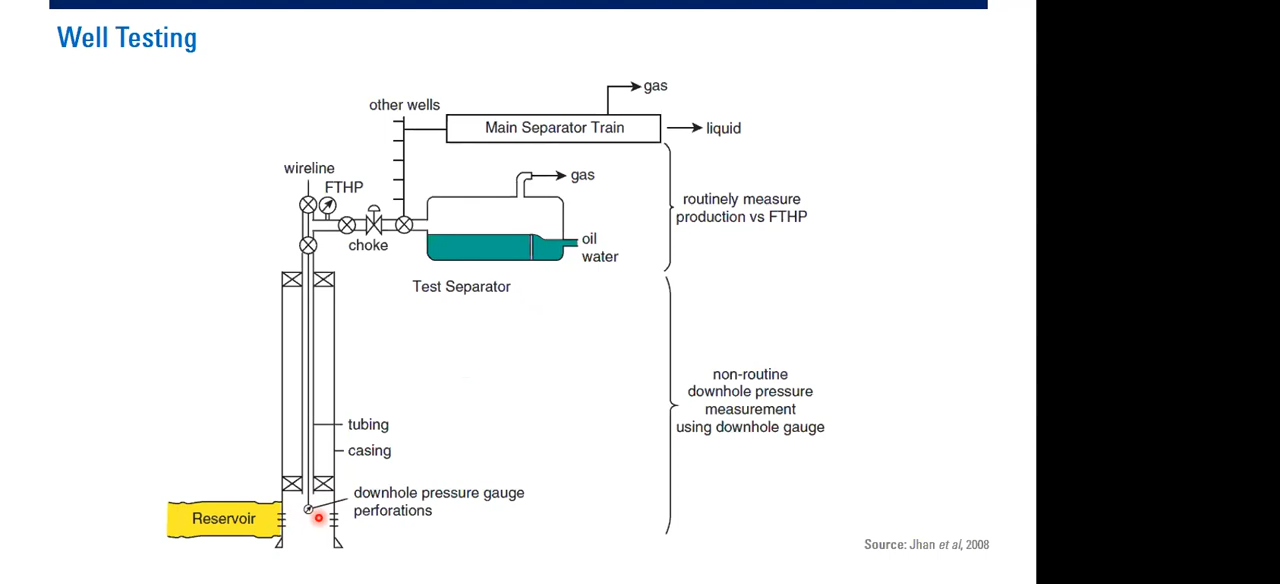 Well Testing
gas
other wells
Main Separator Train
liquid
wireline
FTHP
gas
routinely measure
production vs FTHP
choke
oil
water
Test Separator
non-routine
downhole pressure
measurement
using downhole gauge
tubing
casing
downhole pressure gauge
perforations
Reservoir
Source: Jhan et al, 2008